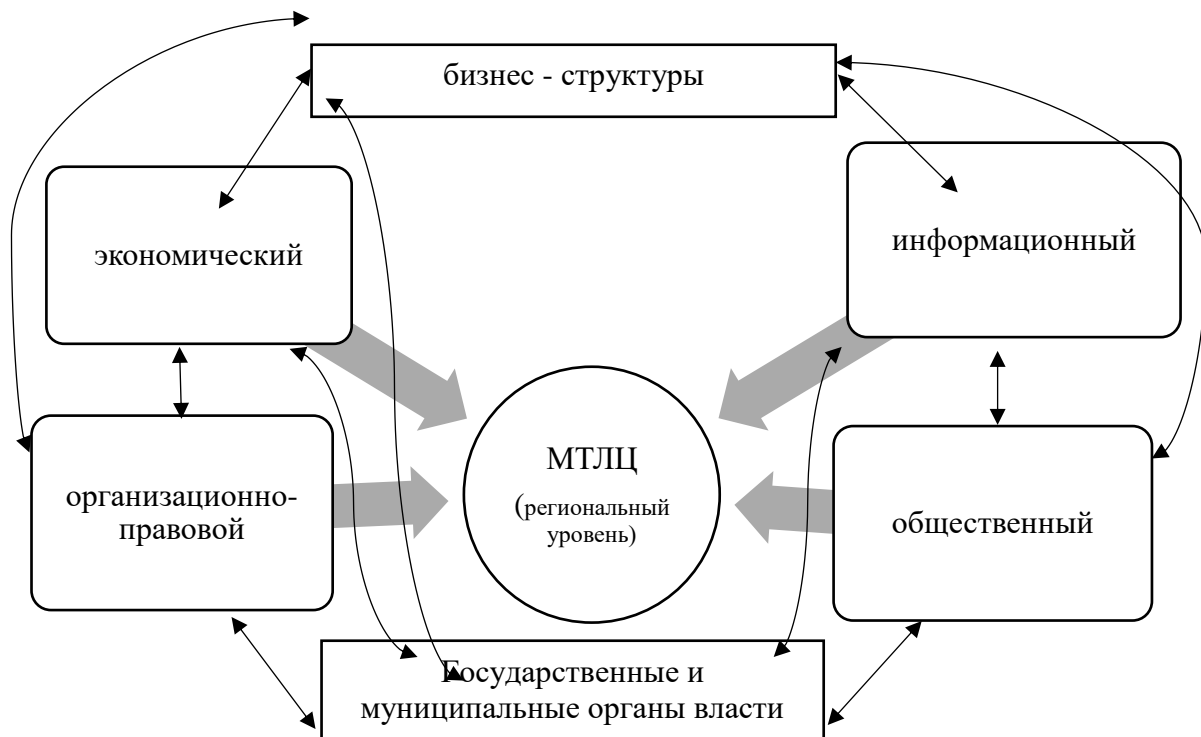 бизнес - структуры
экономический
информационный
МТЛЦ
(региональный
уровень)
организационно-
правовой
общественный
Государственные и
муниципальные органы власти